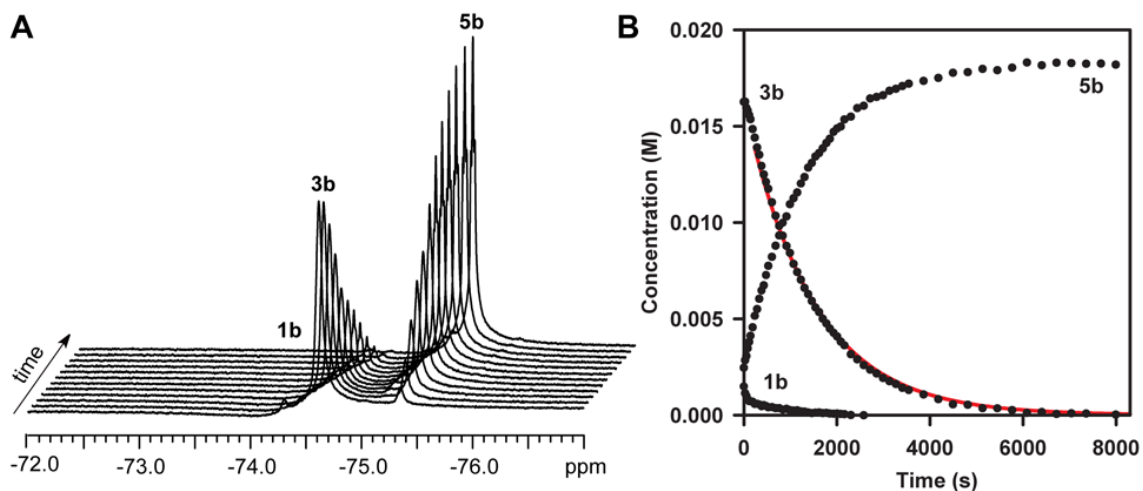 A
5b
3b
1b
time
-72.0 -73.0 -74.0 -75.0 -76.0 ppm
B
0.020
0.015
0.010
0.005
0.000
Concentration (M)
3b
5b
1b
0 2000 4000 6000 8000
Time (s)